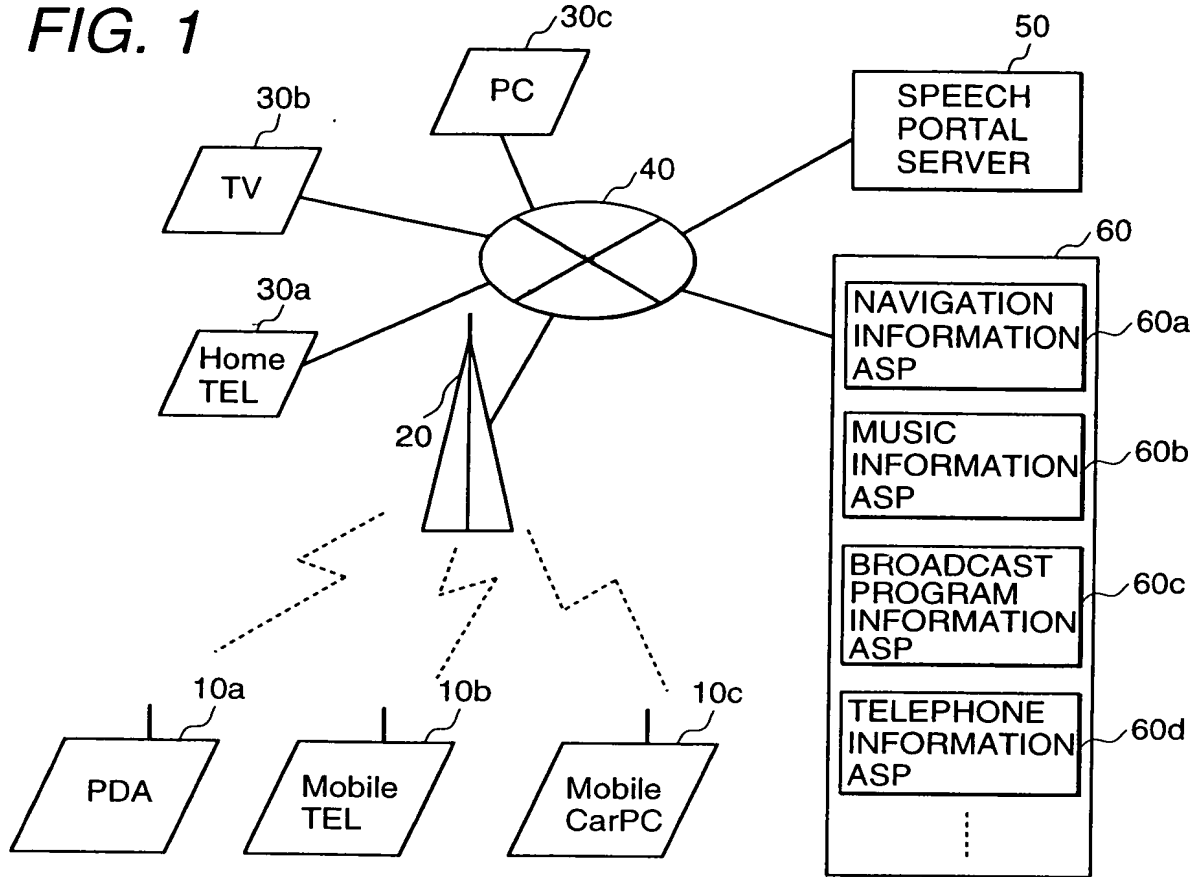 FIG. 1
30c
PC
50
SPEECH
PORTAL
SERVER
30b
TV
40
60
30a
Home
TEL
20
NAVIGATION
INFORMATION
ASP
60a
MUSIC
INFORMATION
ASP
60b
BROADCAST
PROGRAM
INFORMATION
ASP
60c
TELEPHONE
INFORMATION
ASP
60d
10a
PDA
10b
Mobile
TEL
10c
Mobile
CarPC